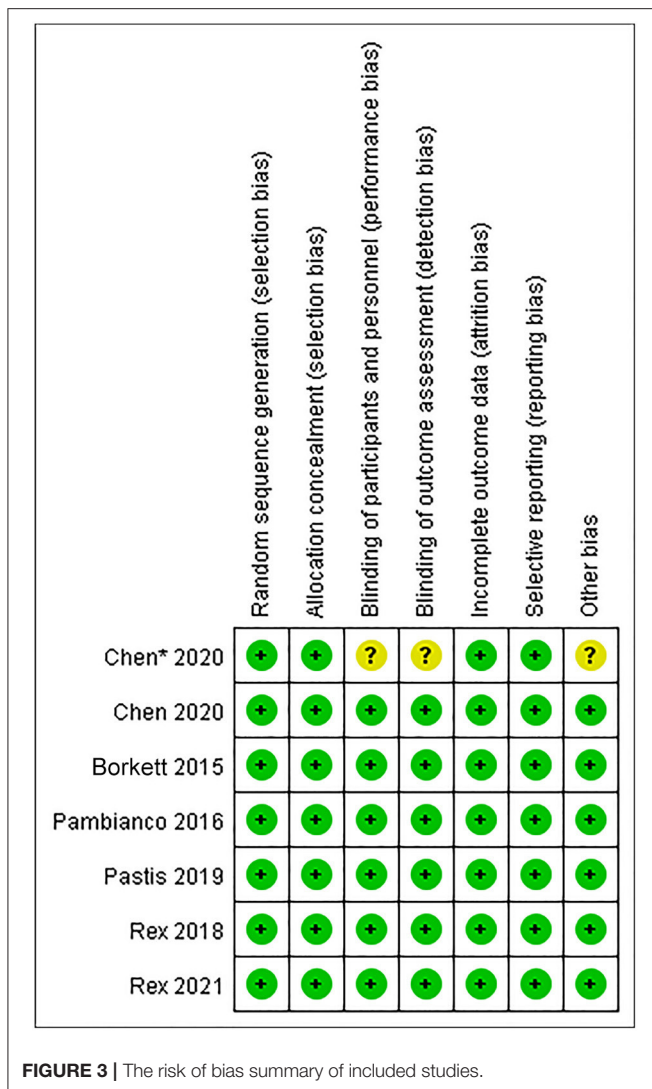 Random sequence generation (selection bias)
Allocation concealment (selection bias)
Blinding of participants and personnel (performance bias)
Blinding of outcome assessment (detection bias)
Incomplete outcome data (attrition bias)
Selective reporting (reporting bias)
Other bias
Chen* 2020 + + ? ? + + ?
Chen 2020 + + + + + + +
Borkett 2015 + + + + + + +
Pambianco 2016 + + + + + + +
Pastis 2019 + + + + + + +
Rex 2018 + + + + + + +
Rex 2021 + + + + + + +
FIGURE 3 | The risk of bias summary of included studies.